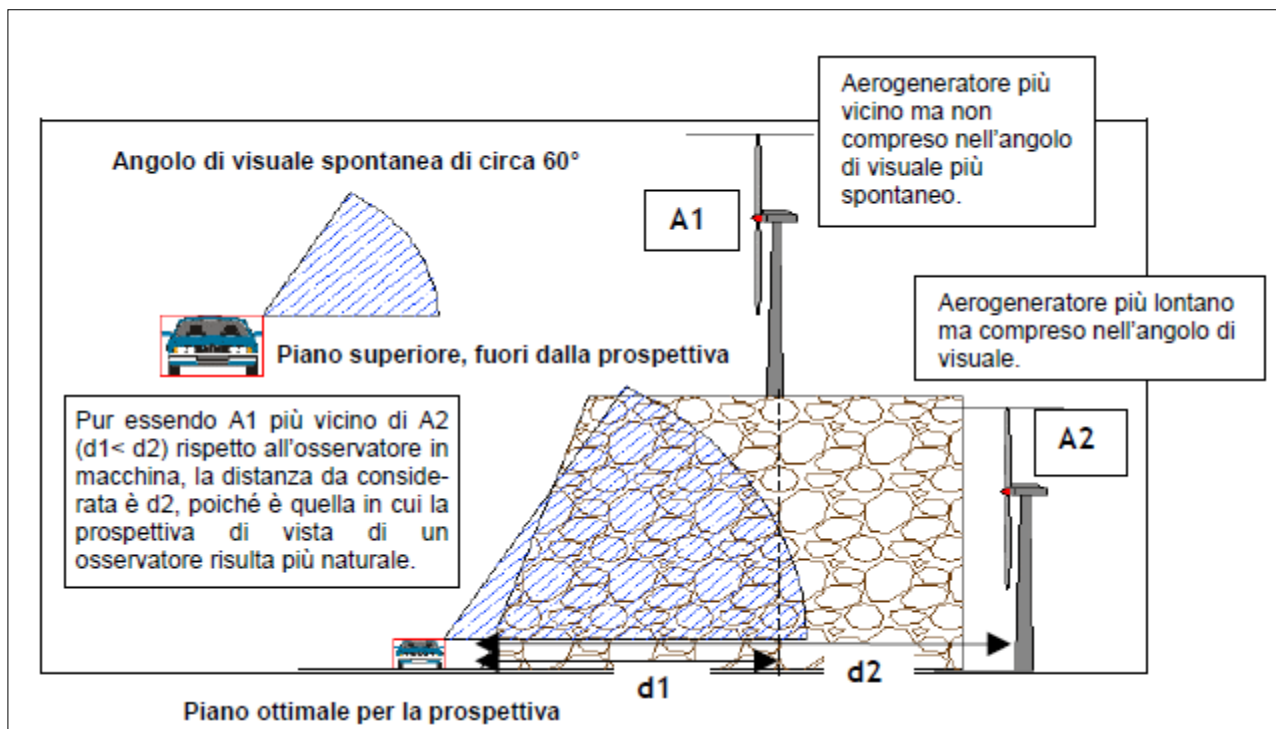 Aerogeneratore più
vicino ma non
compreso nell'angolo
di visuale più
spontaneo.
Angolo di visuale spontanea di circa 60°
A1
Aerogeneratore più lontano
ma compreso nell'angolo di
visuale.
Piano superiore, fuori dalla prospettiva
Pur essendo A1 più vicino di A2
(d1< d2) rispetto all'osservatore in
macchina, la distanza da conside-
rata è d2, poiché è quella in cui la
prospettiva di vista di un
osservatore risulta più naturale.
A2
d1
d2
Piano ottimale per la prospettiva